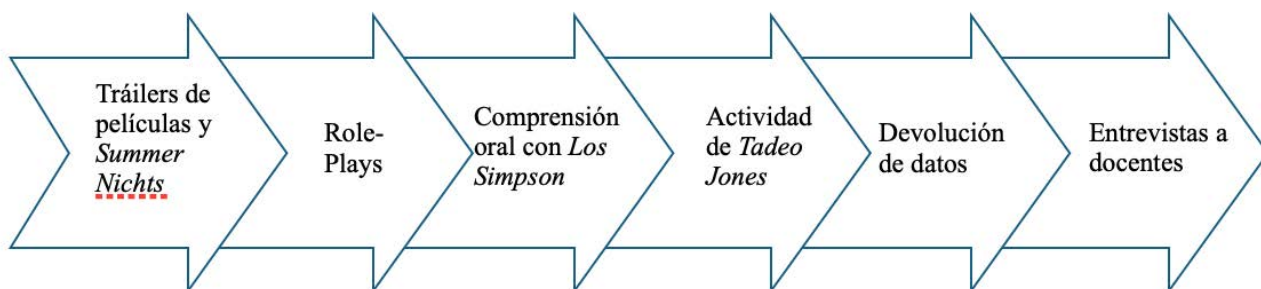 Tráilers de
películas y
Summer
Nichts
Role-
Plays
Comprensión
oral con Los
Simpson
Actividad
de Tadeo
Jones
Devolución
de datos
Entrevistas a
docentes